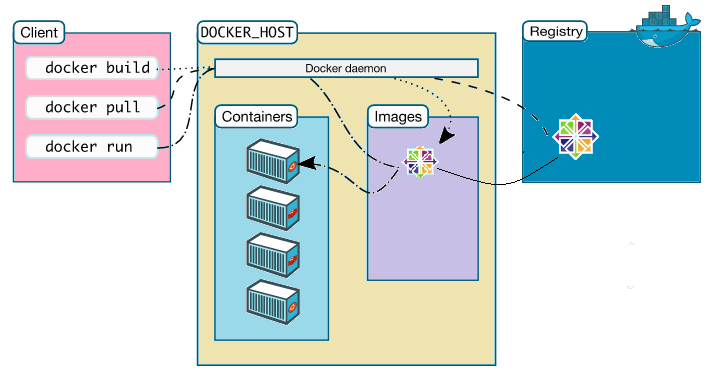 Client
docker build
docker pull
docker run
DOCKER_HOST
Docker daemon
Containers
Images
Registry